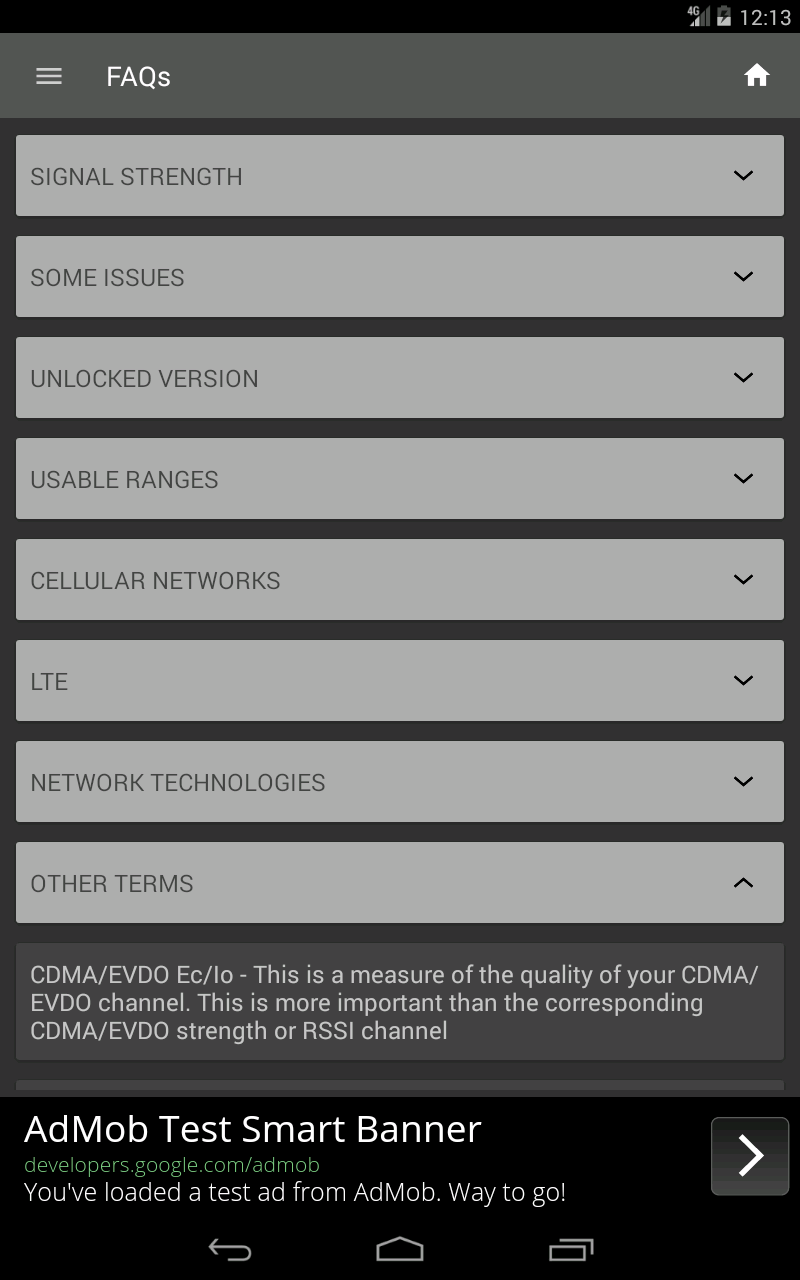 4G 12:13
FAQs
SIGNAL STRENGTH
SOME ISSUES
UNLOCKED VERSION
USABLE RANGES
CELLULAR NETWORKS
LTE
NETWORK TECHNOLOGIES
OTHER TERMS
CDMA/EVDO Ec/Io - This is a measure of the quality of your CDMA/
EVDO channel. This is more important than the corresponding
CDMA/EVDO strength or RSSI channel
AdMob Test Smart Banner
developers.google.com/admob
You've loaded a test ad from AdMob. Way to go!